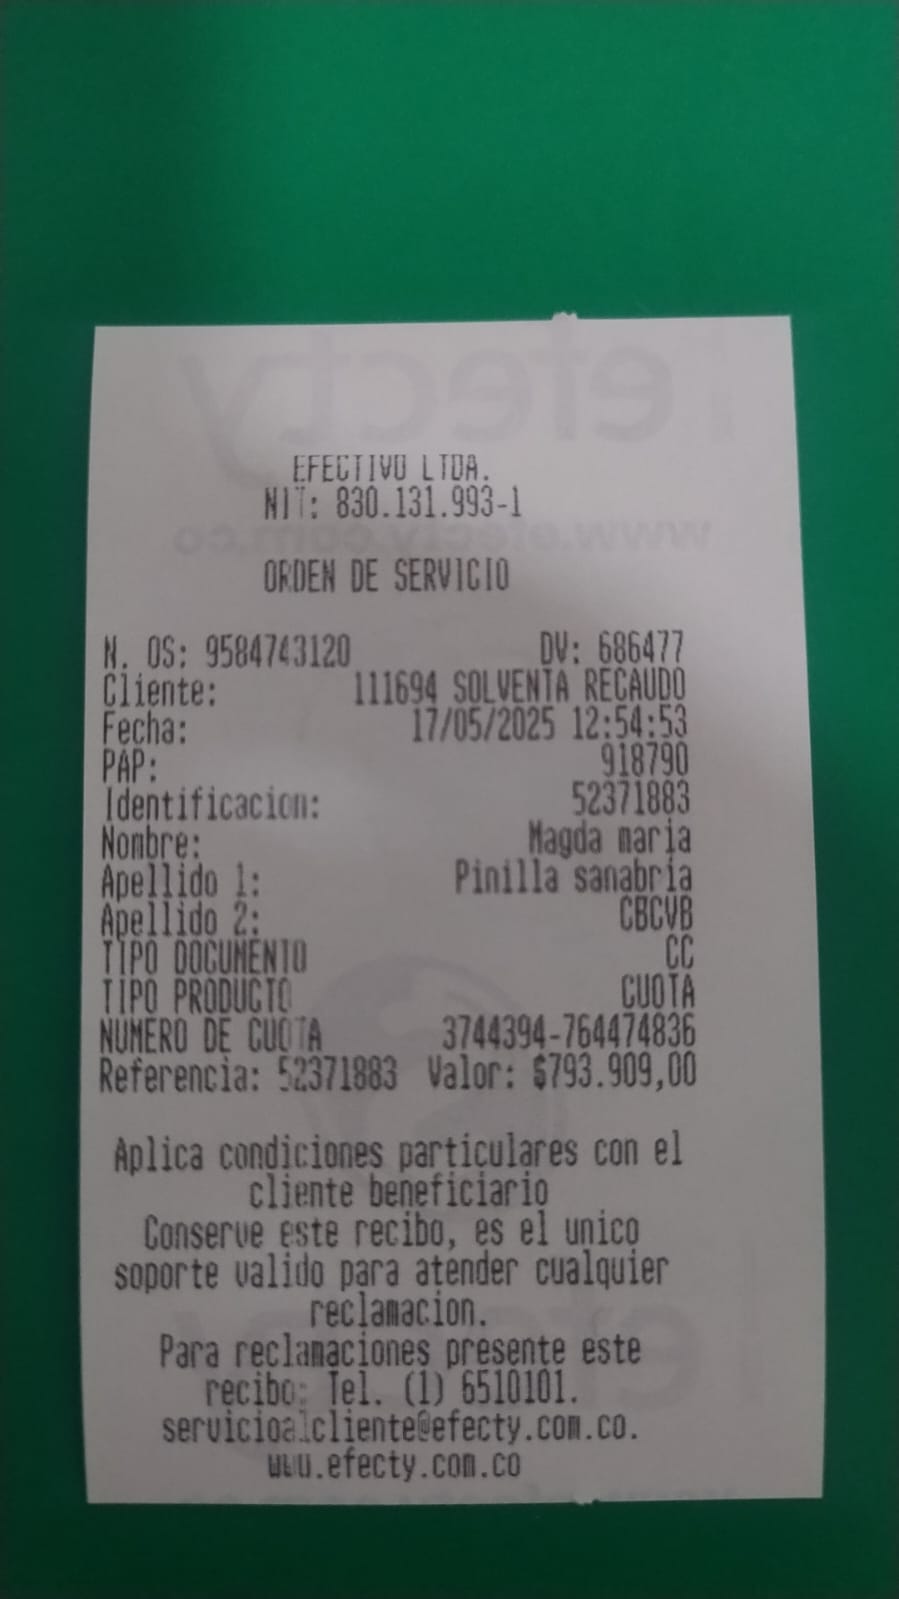 EFECTIVO LTDA.
NIT: 830.131.993-1
ORDEN DE SERVICIO
N. OS: 9584743120 DV: 686477
Cliente: 111694 SOLVENTA RECAUDO
Fecha: 17/05/2025 12:54:53
PAP: 918790
Identificacion: 52371883
Nombre: Magda maria
Apellido 1: Pinilla sanabria
Apellido 2: CBCVB
TIPO DOCUMENTO CC
TIPO PRODUCTO CUOTA
NUMERO DE CUOTA 3744394-764474836
Referencia: 52371883 Valor: $793.909,00
Aplica condiciones particulares con el
cliente beneficiario
Conserve este recibo, es el unico
soporte valido para atender cualquier
reclamacion.
Para reclamaciones presente este
recibo: Tel. (1) 6510101.
servicioalcliente@efecty.com.co.
www.efecty.com.co